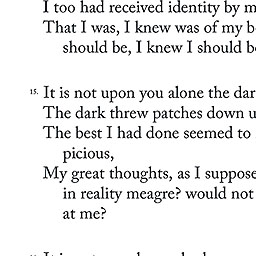 I too had received identity by m
That I was, I knew was of my b
should be, I knew I should b
15. It is not upon you alone the dar
The dark threw patches down u
The best I had done seemed to
picious,
My great thoughts, as I suppose
in reality meagre? would not
at me?